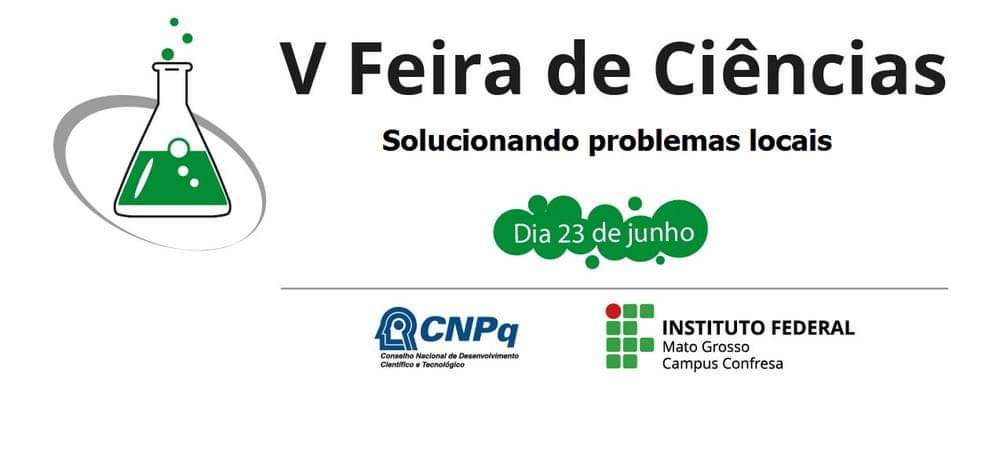 V Feira de Ciências
Solucionando problemas locais
Dia 23 de junho
CNPq
Conselho Nacional de Desenvolvimento
Científico e Tecnológico
INSTITUTO FEDERAL
Mato Grosso
Campus Confresa